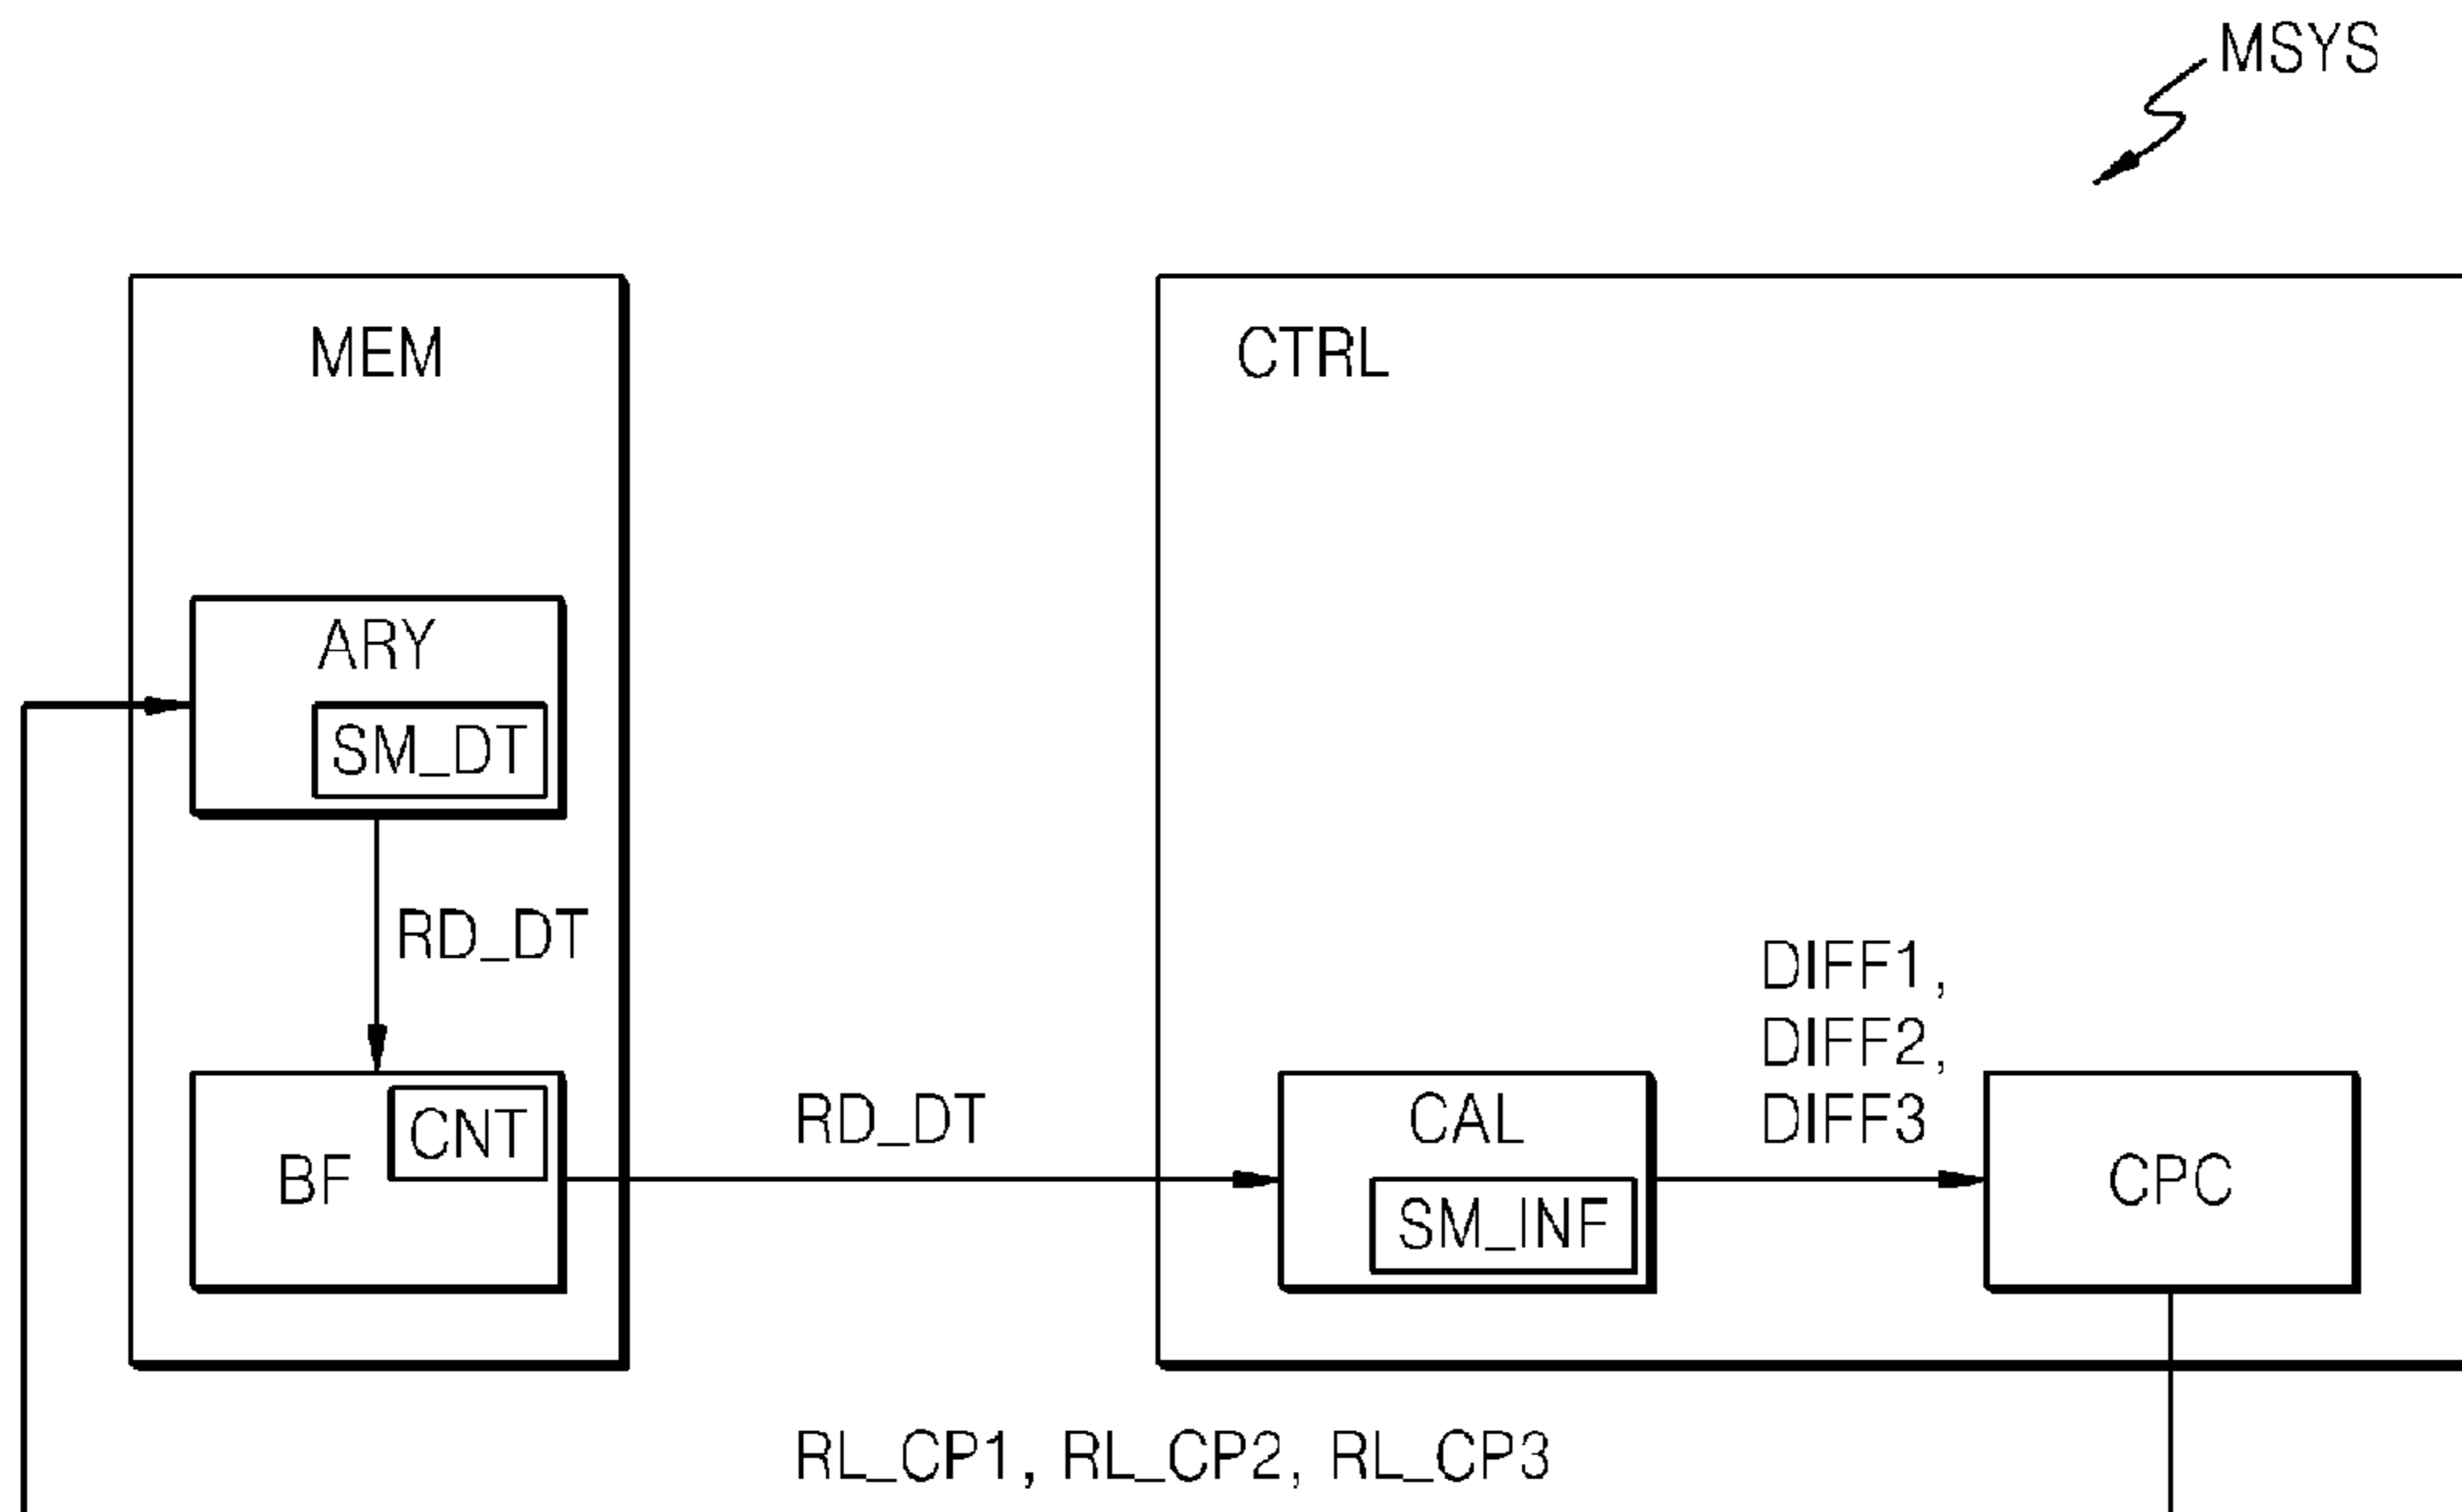 MSYS
MEM
CTRL
ARY
SM_DT
RD_DT
DIFF1,
DIFF2,
DIFF3
CNT
BF
RD_DT
CAL
SM_INF
CPC
RL_CP1, RL_CP2, RL_CP3